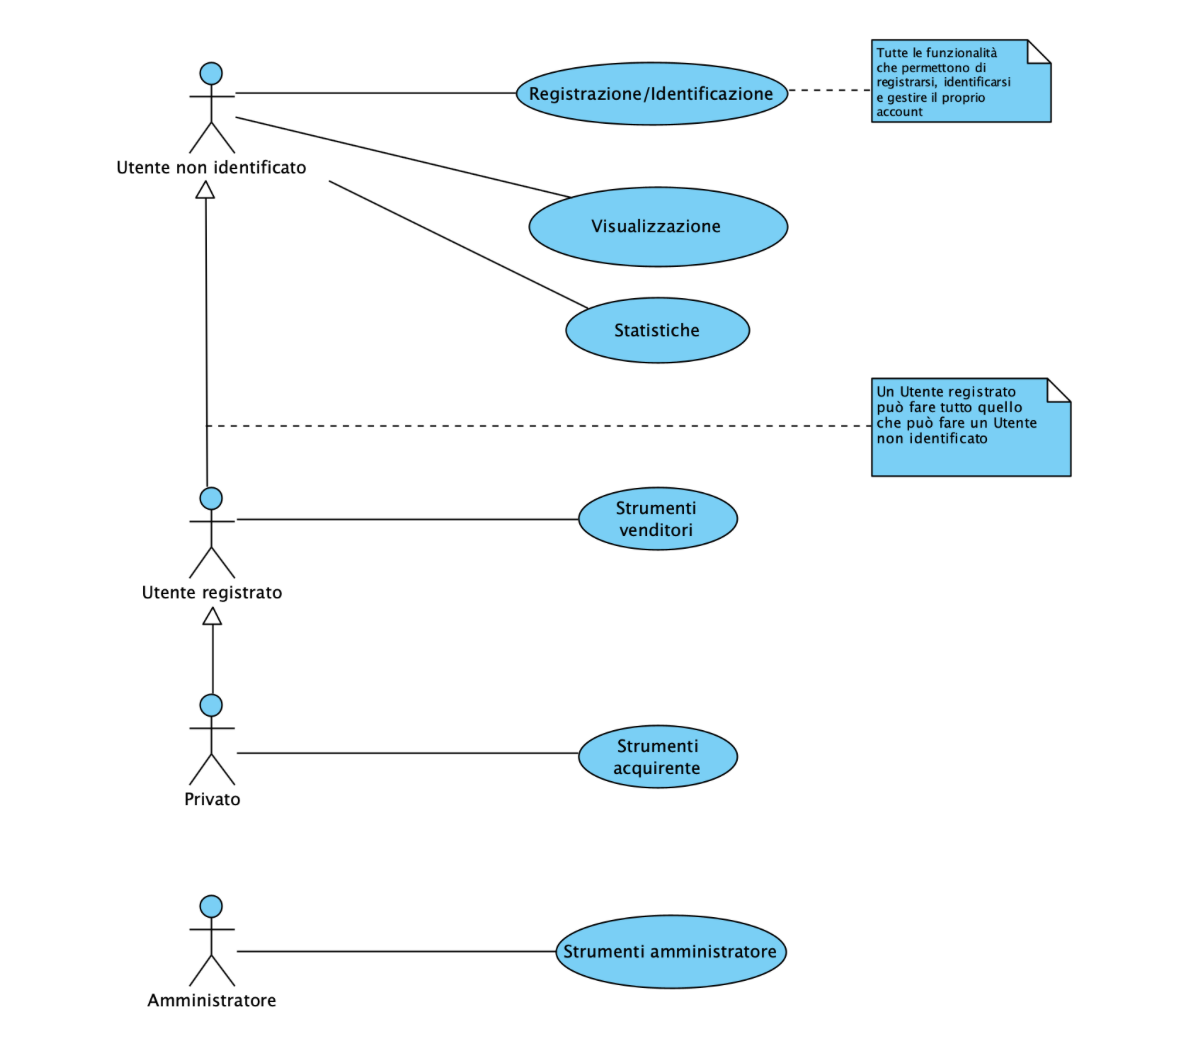 Tutte le funzionalità
che permettono di
registrarsi, identificarsi
e gestire il proprio
account
Registrazione/Identificazione
Utente non identificato
Visualizzazione
Statistiche
Un Utente registrato
può fare tutto quello
che può fare un Utente
non identificato
Strumenti
venditori
Utente registrato
Strumenti
acquirente
Privato
Strumenti amministratore
Amministratore